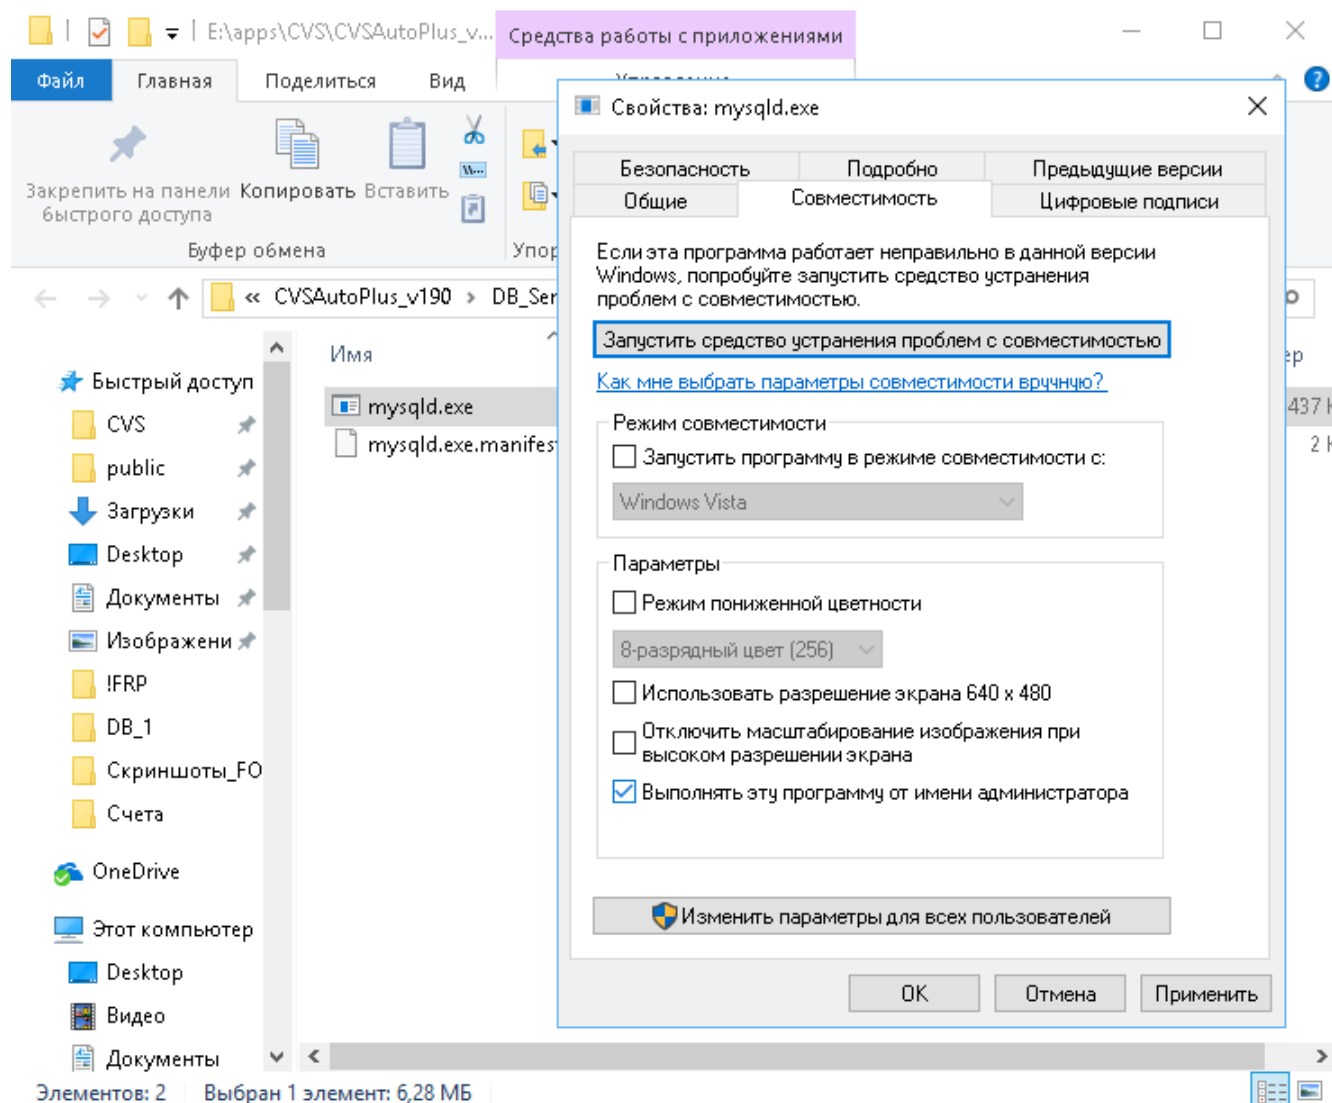 E:\apps\CVS\CVSAutoPlus_v...
Средства работы с приложениями
Файл
Главная
Поделиться
Вид
Закрепить на панели
быстрого доступа
Копировать
Вставить
Буфер обмена
Упор
« CVSAutoPlus_v190 > DB_Ser
Имя
Быстрый доступ
CVS
public
Загрузки
Desktop
Документы
Изображени
!FRP
DB_1
Скриншоты_FO
Счета
OneDrive
Этот компьютер
Desktop
Видео
Документы
mysqld.exe
437
mysqld.exe.manifes
2
Элементов: 2
Выбран 1 элемент: 6,28 МБ
Свойства: mysqld.exe
Безопасность
Подробно
Предыдущие версии
Общие
Совместимость
Цифровые подписи
Если эта программа работает неправильно в данной версии
Windows, попробуйте запустить средство устранения
проблем с совместимостью.
Запустить средство устранения проблем с совместимостью
Как мне выбрать параметры совместимости вручную?
Режим совместимости
Запустить программу в режиме совместимости с:
Windows Vista
Параметры
Режим пониженной цветности
8-разрядный цвет (256)
Использовать разрешение экрана 640 x 480
Отключить масштабирование изображения при
высоком разрешении экрана
Выполнять эту программу от имени администратора
Изменить параметры для всех пользователей
OK
Отмена
Применить